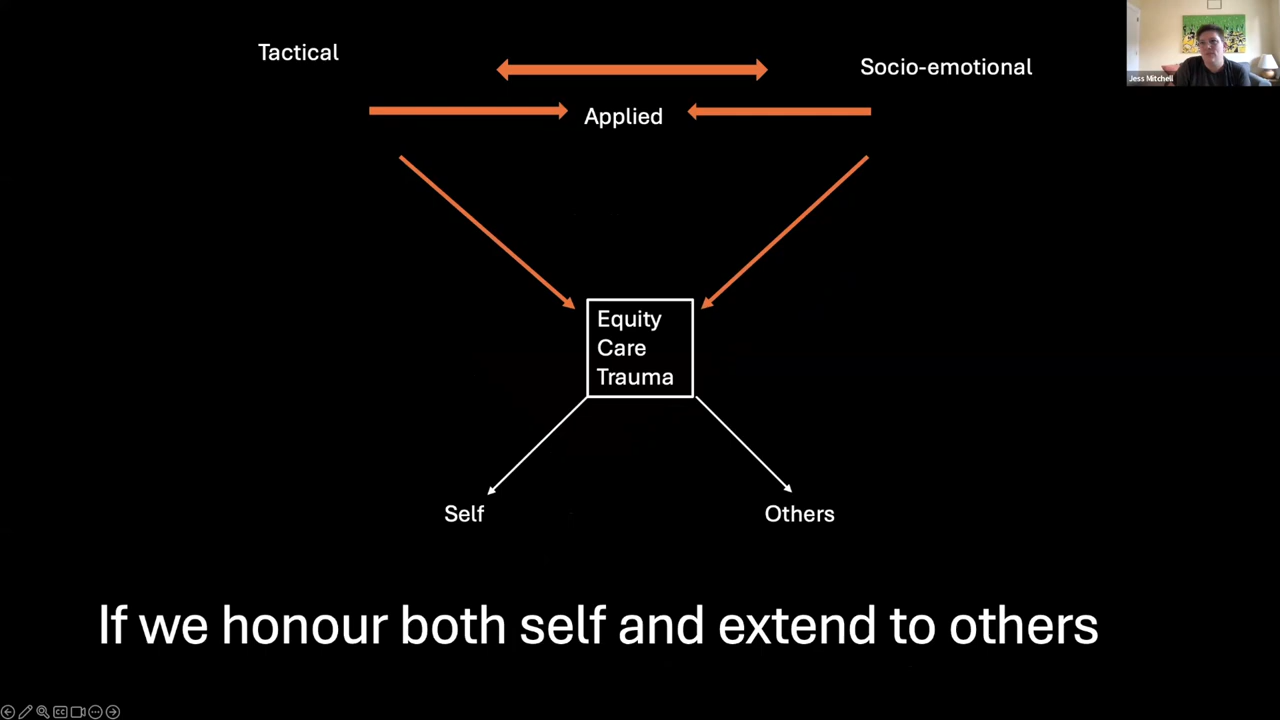 Tactical
Socio-emotional
Jess Mitchell
Applied
Equity
Care
Trauma
Self
Others
If we honour both self and extend to others
CC